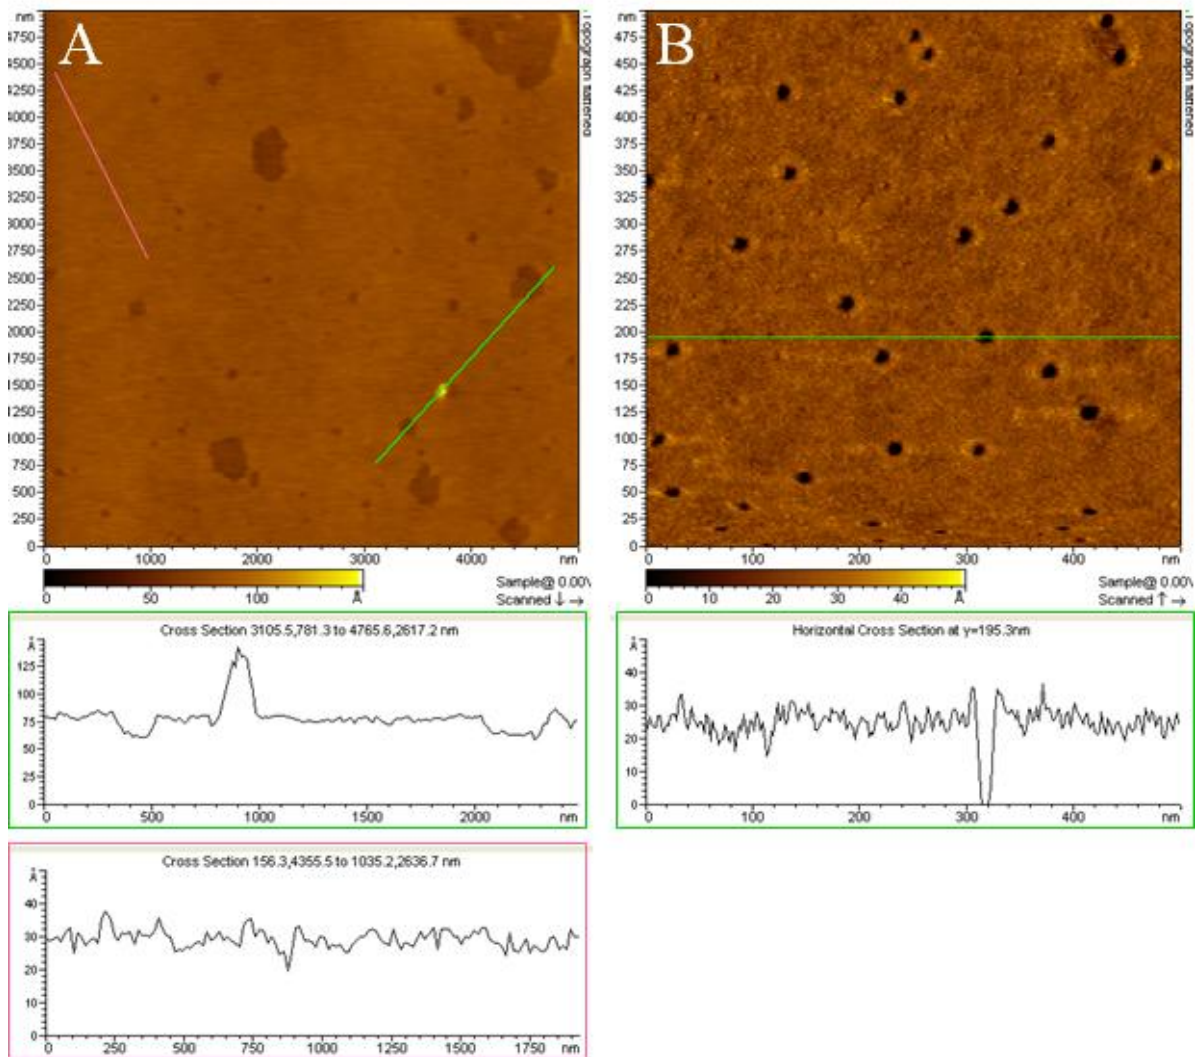 A
nm
4750
4500
4250
4000
3750
3500
3250
3000
2750
2500
2250
2000
1750
1500
1250
1000
750
500
250
0
0 1000 2000 3000 4000 nm
0 50 100 Å
Sample@ 0.00V
Scanned ↓ →
B
nm
475
450
425
400
375
350
325
300
275
250
225
200
175
150
125
100
75
50
25
0
0 100 200 300 400 nm
0 10 20 30 40 Å
Sample@ 0.00V
Scanned ↑ →
Cross Section 3105.5,781.3 to 4765.6,2617.2 nm
Å
125
100
75
50
25
0
0 500 1000 1500 2000 nm
Horizontal Cross Section at y=195.3nm
Å
40
30
20
10
0
0 100 200 300 400 nm
Cross Section 156.3,4355.5 to 1035.2,2636.7 nm
Å
40
30
20
10
0
0 250 500 750 1000 1250 1500 1750 nm